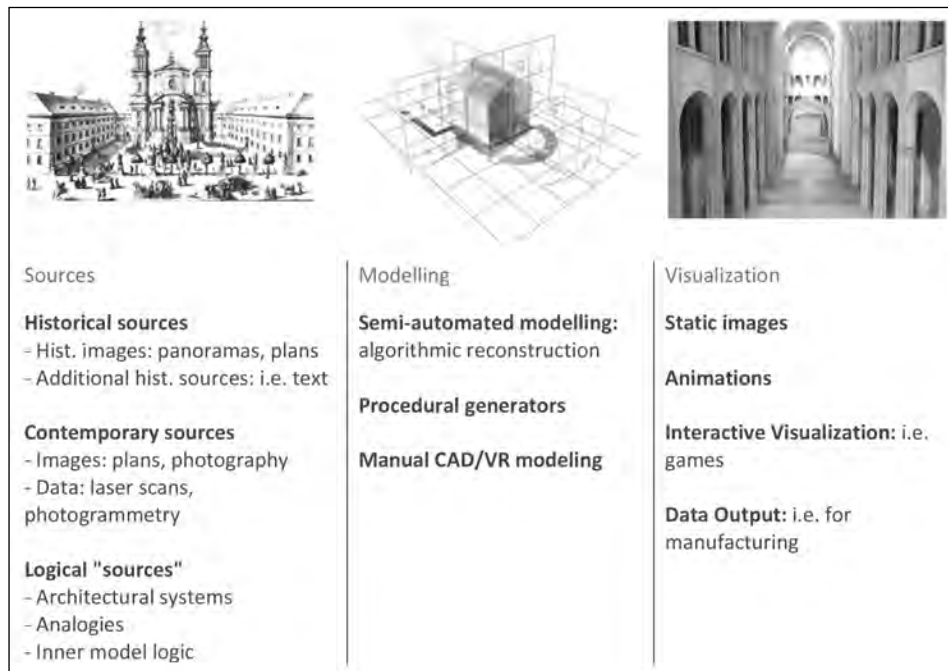 Sources
Historical sources
- Hist. images: panoramas, plans
- Additional hist. sources: i.e. text
Contemporary sources
- Images: plans, photography
- Data: laser scans,
photogrammetry
Logical "sources"
- Architectural systems
- Analogies
- Inner model logic
Modelling
Semi-automated modelling:
algorithmic reconstruction
Procedural generators
Manual CAD/VR modeling
Visualization
Static images
Animations
Interactive Visualization: i.e.
games
Data Output: i.e. for
manufacturing